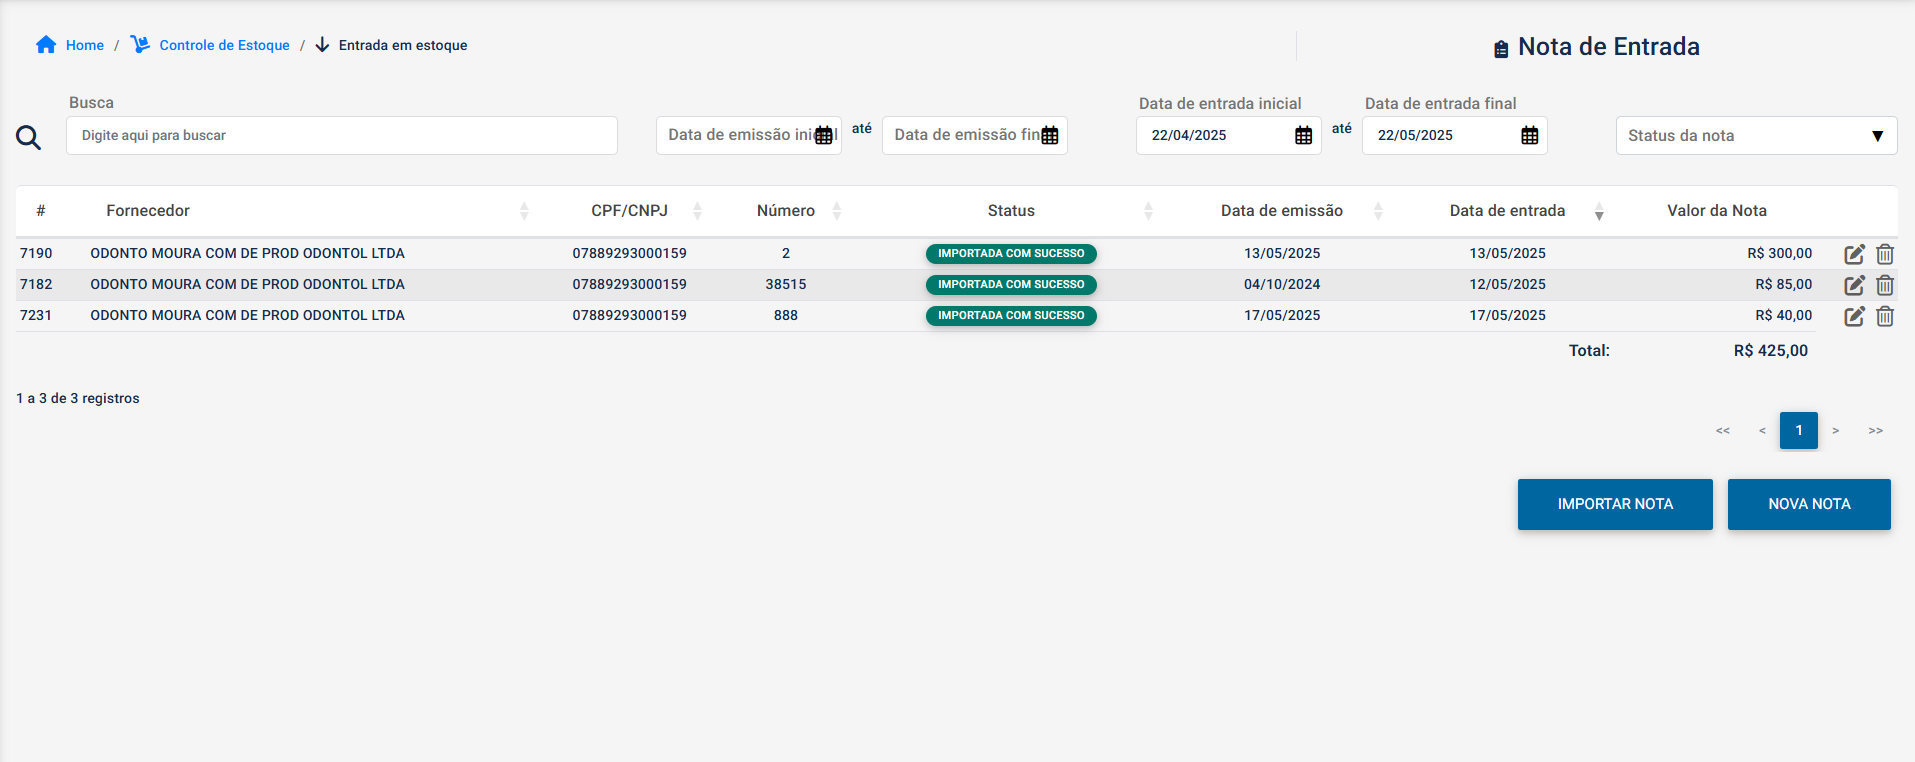 Home / Controle de Estoque / Entrada em estoque
Nota de Entrada
Busca
Data de entrada inicial
Data de entrada final
Digite aqui para buscar
Data de emissão inicial
até
Data de emissão fin
22/04/2025
até
22/05/2025
Status da nota
# Fornecedor CPF/CNPJ Número Status Data de emissão Data de entrada Valor da Nota
7190 ODONTO MOURA COM DE PROD ODONTOL LTDA 07889293000159 2 IMPORTADA COM SUCESSO 13/05/2025 13/05/2025 R$ 300,00
7182 ODONTO MOURA COM DE PROD ODONTOL LTDA 07889293000159 38515 IMPORTADA COM SUCESSO 04/10/2024 12/05/2025 R$ 85,00
7231 ODONTO MOURA COM DE PROD ODONTOL LTDA 07889293000159 888 IMPORTADA COM SUCESSO 17/05/2025 17/05/2025 R$ 40,00
Total: R$ 425,00
1 a 3 de 3 registros
<< < 1 > >>
IMPORTAR NOTA
NOVA NOTA